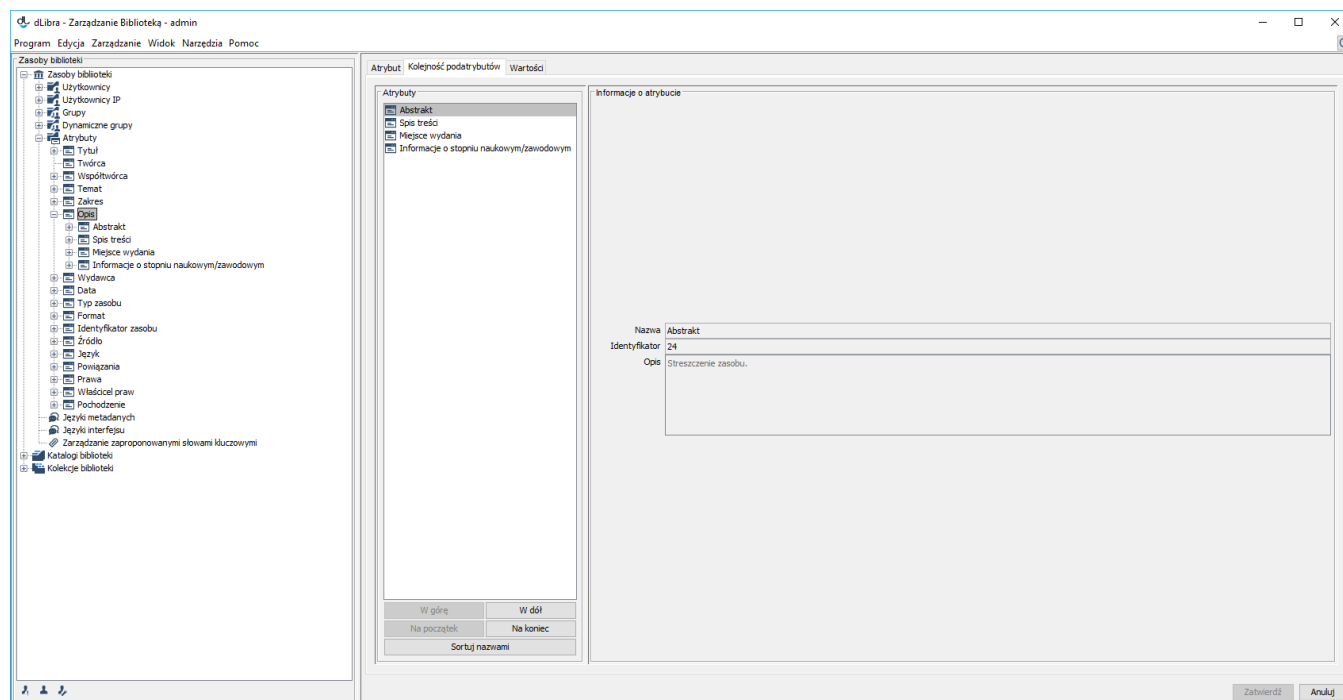 dLibra - Zarządzanie Biblioteką - admin
Program Edycja Zarządzanie Widok Narzędzia Pomoc
Zasoby biblioteki
Zasoby biblioteki
Użytkownicy
Użytkownicy IP
Grupy
Dynamiczne grupy
Atrybuty
Tytuł
Twórca
Współtwórca
Temat
Zakres
Opis
Abstrakt
Spis treści
Miejsce wydania
Informacje o stopniu naukowym/zawodowym
Wydawca
Data
Typ zasobu
Format
Identyfikator zasobu
Źródło
Język
Powiązania
Prawa
Właścicel praw
Pochodzenie
Języki metadanych
Języki interfejsu
Zarządzanie zaproponowanymi słowami kluczowymi
Katalogi biblioteki
Kolekcje biblioteki
Atrybut Kolejność podatrybutów Wartości
Atrybuty
Abstrakt
Spis treści
Miejsce wydania
Informacje o stopniu naukowym/zawodowym
W górę W dół
Na początek Na koniec
Sortuj nazwami
Informacje o atrybucie
Nazwa Abstrakt
Identyfikator 24
Opis Streszczenie zasobu.
Zatwierdź Anuluj